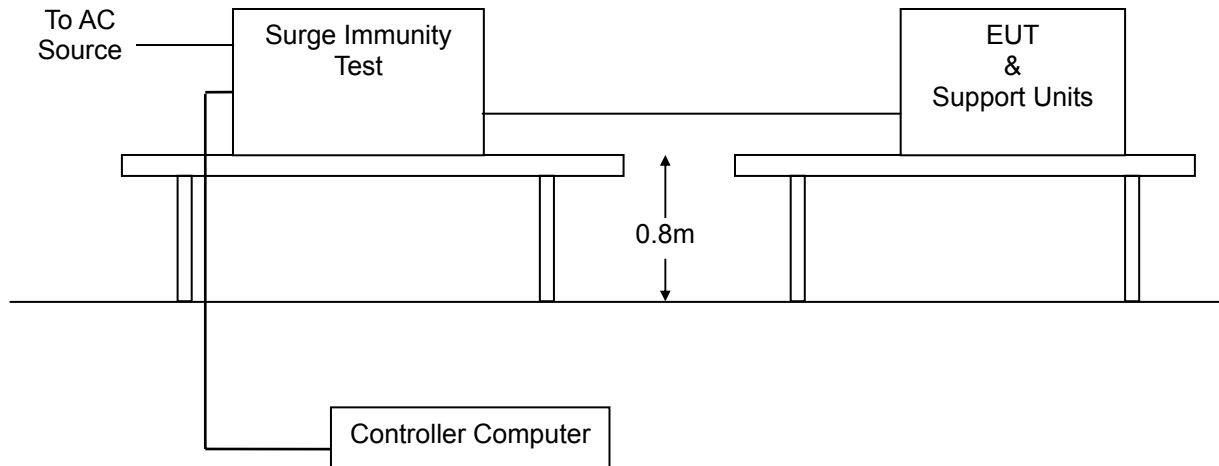 To AC
Source
Surge Immunity
Test
EUT
&
Support Units
0.8m
Controller Computer